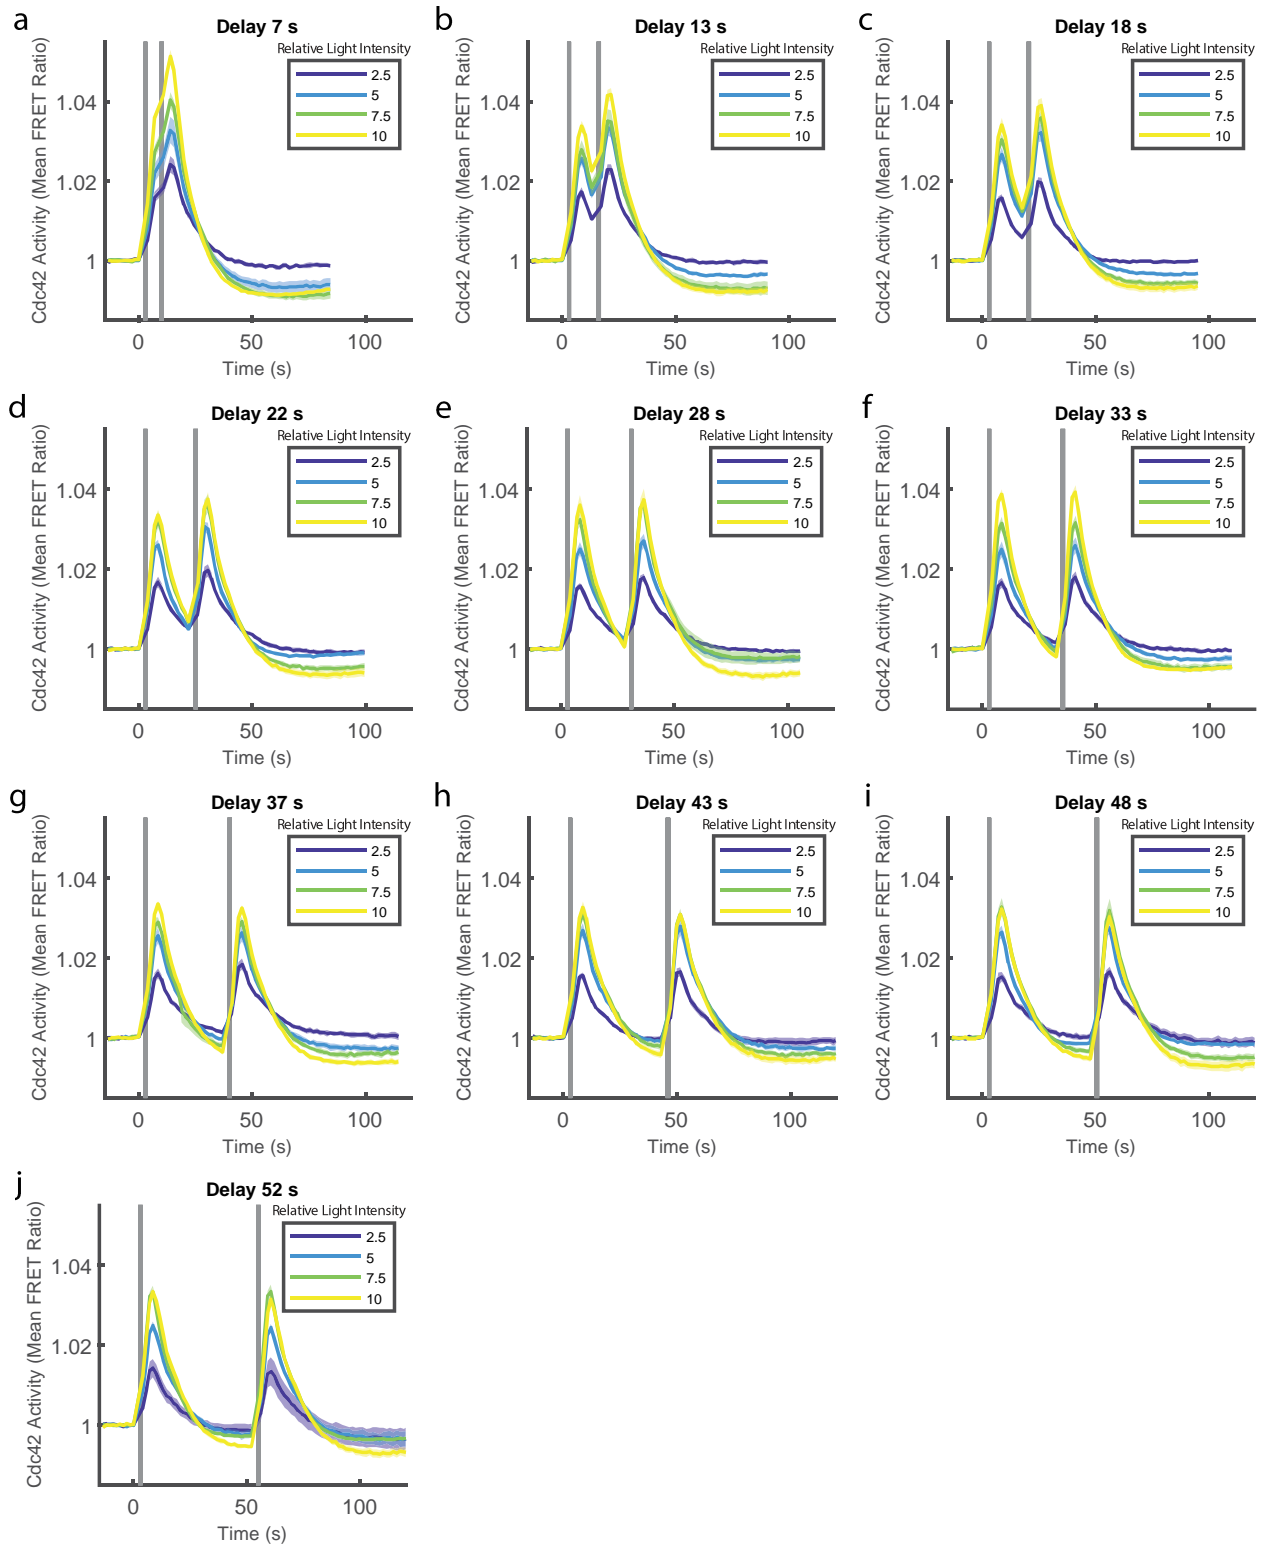 a
Delay 7 s
Relative Light Intensity
2.5
5
7.5
10
Cdc42 Activity (Mean FRET Ratio)
1.04
1.02
1
0
50
100
Time (s)
b
Delay 13 s
Relative Light Intensity
2.5
5
7.5
10
Cdc42 Activity (Mean FRET Ratio)
1.04
1.02
1
0
50
100
Time (s)
c
Delay 18 s
Relative Light Intensity
2.5
5
7.5
10
Cdc42 Activity (Mean FRET Ratio)
1.04
1.02
1
0
50
100
Time (s)
d
Delay 22 s
Relative Light Intensity
2.5
5
7.5
10
Cdc42 Activity (Mean FRET Ratio)
1.04
1.02
1
0
50
100
Time (s)
e
Delay 28 s
Relative Light Intensity
2.5
5
7.5
10
Cdc42 Activity (Mean FRET Ratio)
1.04
1.02
1
0
50
100
Time (s)
f
Delay 33 s
Relative Light Intensity
2.5
5
7.5
10
Cdc42 Activity (Mean FRET Ratio)
1.04
1.02
1
0
50
100
Time (s)
g
Delay 37 s
Relative Light Intensity
2.5
5
7.5
10
Cdc42 Activity (Mean FRET Ratio)
1.04
1.02
1
0
50
100
Time (s)
h
Delay 43 s
Relative Light Intensity
2.5
5
7.5
10
Cdc42 Activity (Mean FRET Ratio)
1.04
1.02
1
0
50
100
Time (s)
i
Delay 48 s
Relative Light Intensity
2.5
5
7.5
10
Cdc42 Activity (Mean FRET Ratio)
1.04
1.02
1
0
50
100
Time (s)
j
Delay 52 s
Relative Light Intensity
2.5
5
7.5
10
Cdc42 Activity (Mean FRET Ratio)
1.04
1.02
1
0
50
100
Time (s)